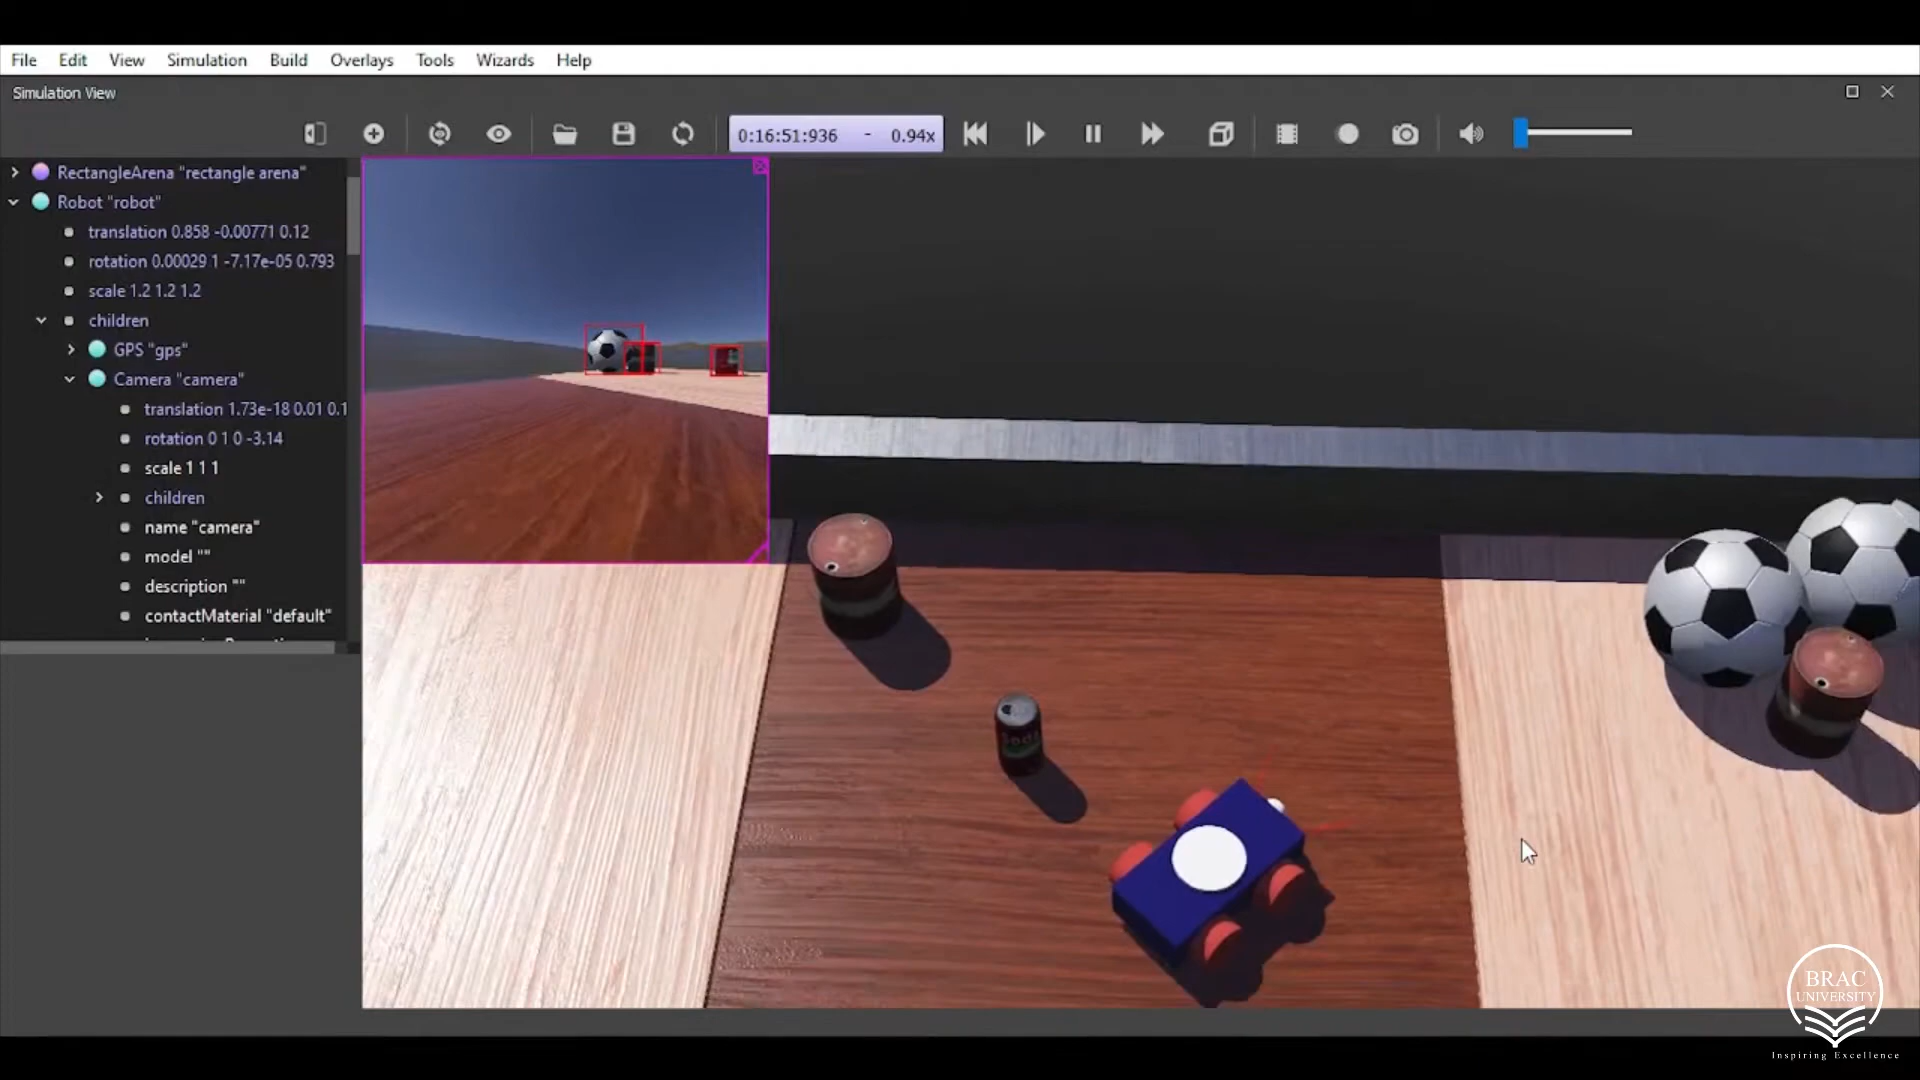 File Edit View Simulation Build Overlays Tools Wizards Help
Simulation View
0:16:51:936 - 0.94x
RectangleArena "rectangle arena"
Robot "robot"
translation 0.858 -0.00771 0.12
rotation 0.00029 1 -7.17e-05 0.793
scale 1.2 1.2 1.2
children
GPS "gps"
Camera "camera"
translation 1.73e-18 0.01 0.1
rotation 0 1 0 -3.14
scale 1 1 1
children
name "camera"
model ""
description ""
contactMaterial "default"
Soda
BRAC
UNIVERSITY
Inspiring Excellence